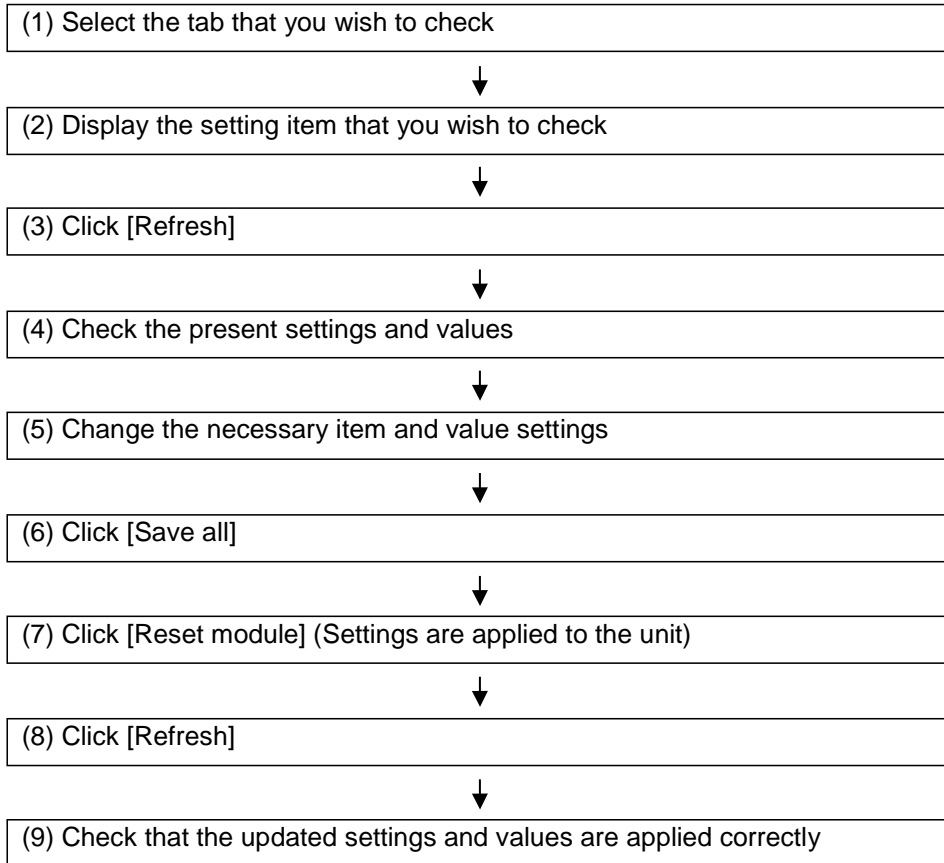 (1) Select the tab that you wish to check
(2) Display the setting item that you wish to check
(3) Click [Refresh]
(4) Check the present settings and values
(5) Change the necessary item and value settings
(6) Click [Save all]
(7) Click [Reset module] (Settings are applied to the unit)
(8) Click [Refresh]
(9) Check that the updated settings and values are applied correctly